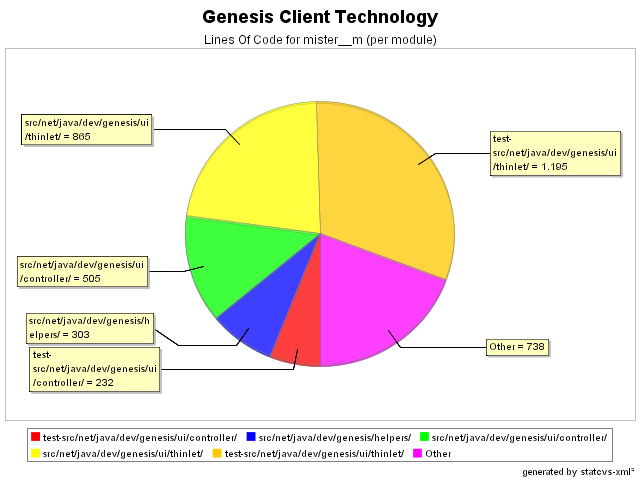 Genesis Client Technology
Lines Of Code for mister__m (per module)
src/net/java/dev/genesis/ui
/thinlet/ = 865
test-
src/net/java/dev/genesis/ui
/thinlet/ = 1.195
src/net/java/dev/genesis/ui
/controller/ = 505
src/net/java/dev/genesis/h
elpers/ = 303
test-
src/net/java/dev/genesis/ui
/controller/ = 232
Other = 738
test-src/net/java/dev/genesis/ui/controller/ src/net/java/dev/genesis/helpers/ src/net/java/dev/genesis/ui/controller/
src/net/java/dev/genesis/ui/thinlet/ test-src/net/java/dev/genesis/ui/thinlet/ Other
generated by statcvs-xml²